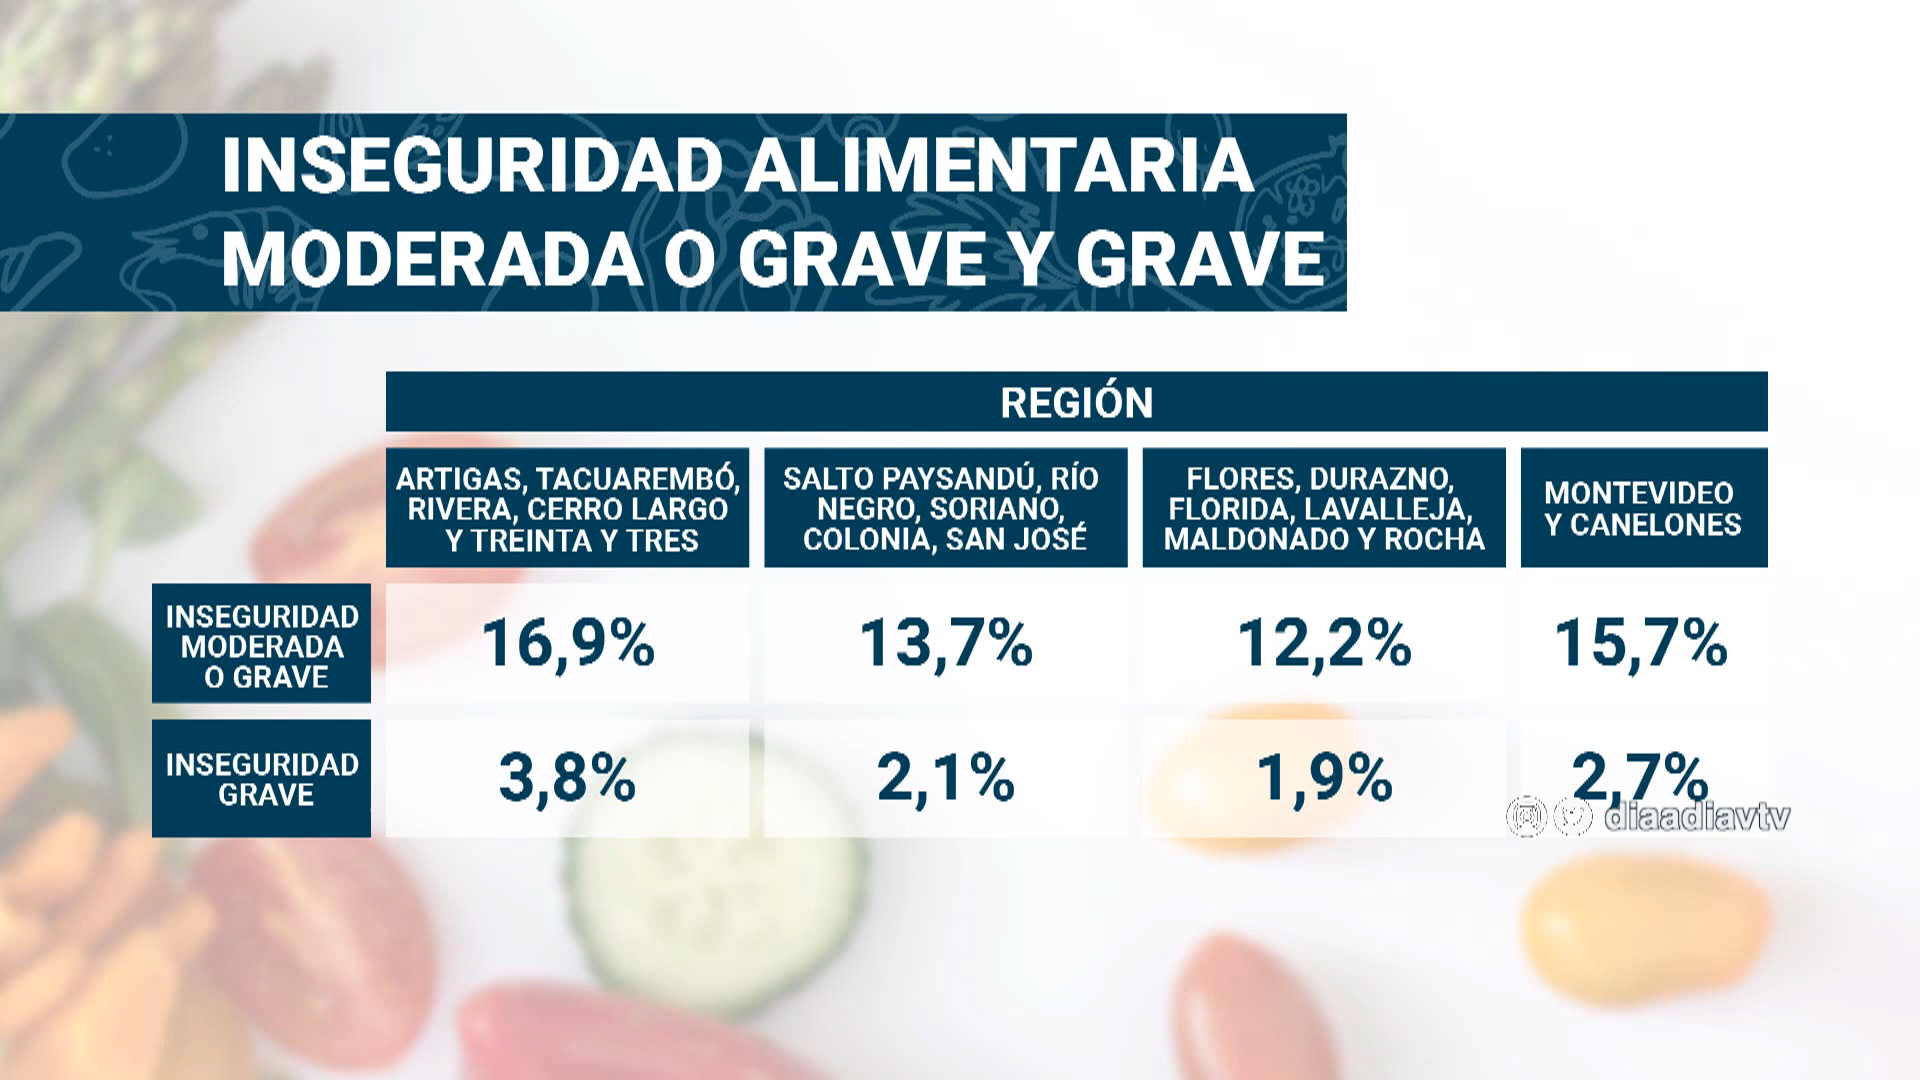 INSEGURIDAD ALIMENTARIA
MODERADA O GRAVE Y GRAVE
REGIÓN
ARTIGAS, TACUAREMBÓ,
RIVERA, CERRO LARGO
Y TREINTA Y TRES
SALTO PAYSANDÚ, RÍO
NEGRO, SORIANO,
COLONIA, SAN JOSÉ
FLORES, DURAZNO,
FLORIDA, LAVALLEJA,
MALDONADO Y ROCHA
MONTEVIDEO
Y CANELONES
INSEGURIDAD
MODERADA
O GRAVE
16,9%
13,7%
12,2%
15,7%
INSEGURIDAD
GRAVE
3,8%
2,1%
1,9%
2,7%
diaadiavtv